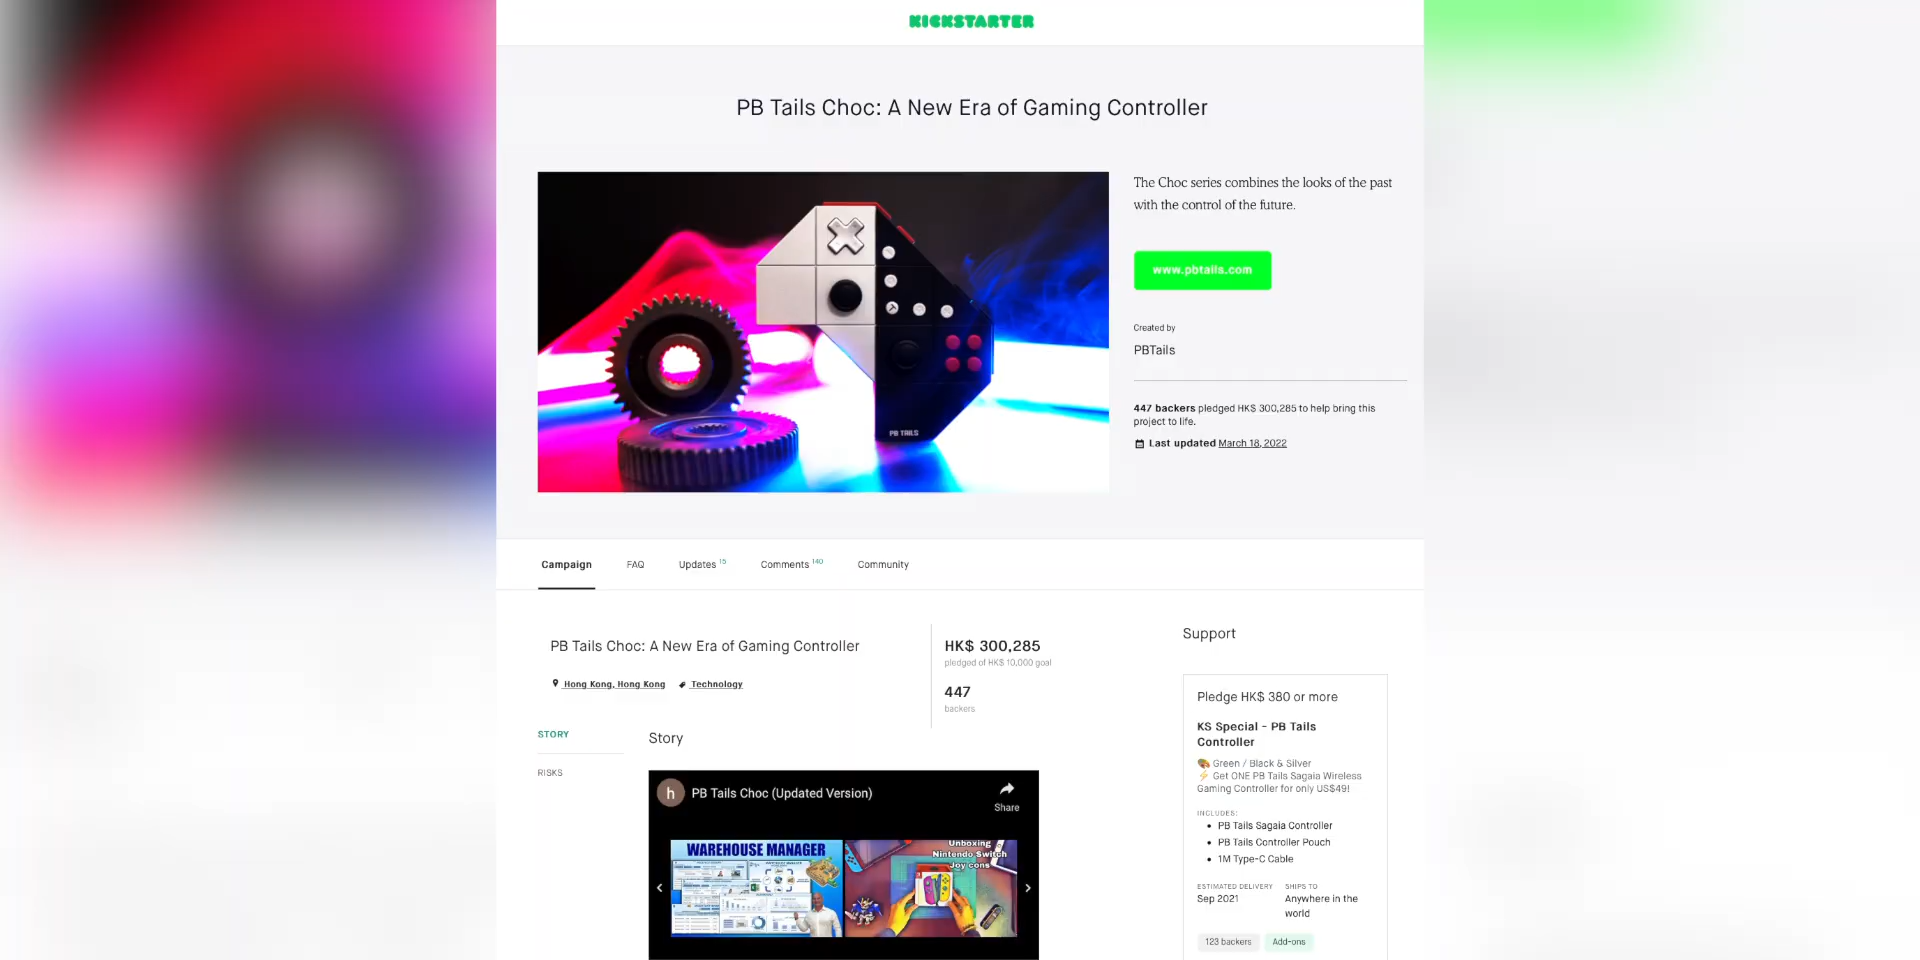 KICKSTARTER
PB Tails Choc: A New Era of Gaming Controller
The Choc series combines the looks of the past
with the control of the future.
www.pbtails.com
Created by
PBTails
447 backers pledged HK$ 300,285 to help bring this
project to life.
Last updated March 18, 2022
PB TAILS
Campaign
FAQ
Updates 15
Comments 140
Community
PB Tails Choc: A New Era of Gaming Controller
Hong Kong, Hong Kong
Technology
HK$ 300,285
pledged of HK$ 10,000 goal
447
backers
Support
STORY
RISKS
Story
h PB Tails Choc (Updated Version)
Share
WAREHOUSE MANAGER
Unboxing
Nintendo Switch
Joy cons
Pledge HK$ 380 or more
KS Special - PB Tails
Controller
Green / Black & Silver
Get ONE PB Tails Sagaia Wireless
Gaming Controller for only US$49!
INCLUDES:
PB Tails Sagaia Controller
PB Tails Controller Pouch
1M Type-C Cable
ESTIMATED DELIVERY
Sep 2021
SHIPS TO
Anywhere in the
world
123 backers
Add-ons